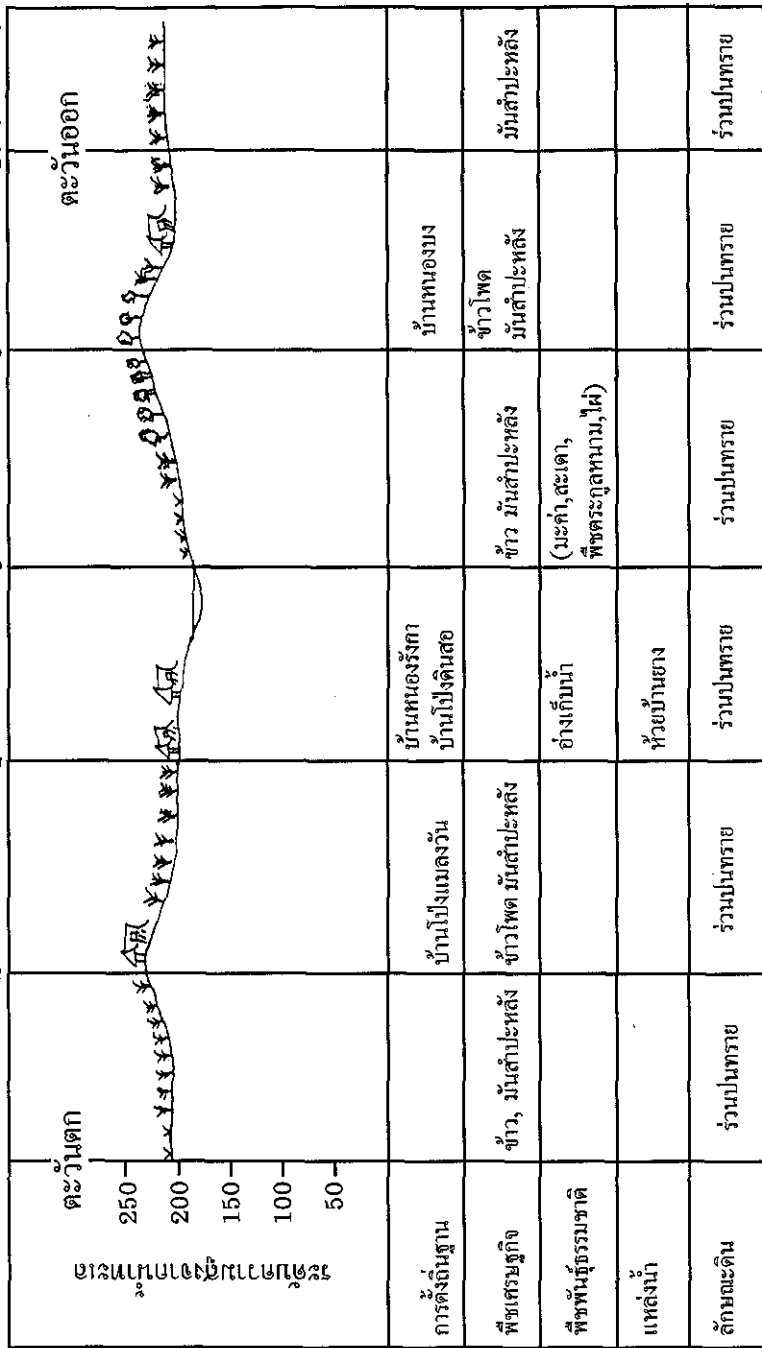 ตะวันตก
ตะวันออก
ระดับความสูงจากน้ำทะเล
250
200
150
100
50
การตั้งถิ่นฐาน
บ้านโป่งแมลงวัน
บ้านหนองรังกา
บ้านโป่งดินสอ
บ้านหนองบง
พืชเศรษฐกิจ
ข้าว, มันสำปะหลัง
ข้าวโพด มันสำปะหลัง
ข้าว มันสำปะหลัง
ข้าวโพด
มันสำปะหลัง
มันสำปะหลัง
พืชพันธุ์ธรรมชาติ
อ่างเก็บน้ำ
(มะค่า,สะเดา,
พืชตระกูลหนาม,ไผ่)
แหล่งน้ำ
ห้วยบ้านยาง
ลักษณะดิน
ร่วนปนทราย
ร่วนปนทราย
ร่วนปนทราย
ร่วนปนทราย
ร่วนปนทราย
ร่วนปนทราย